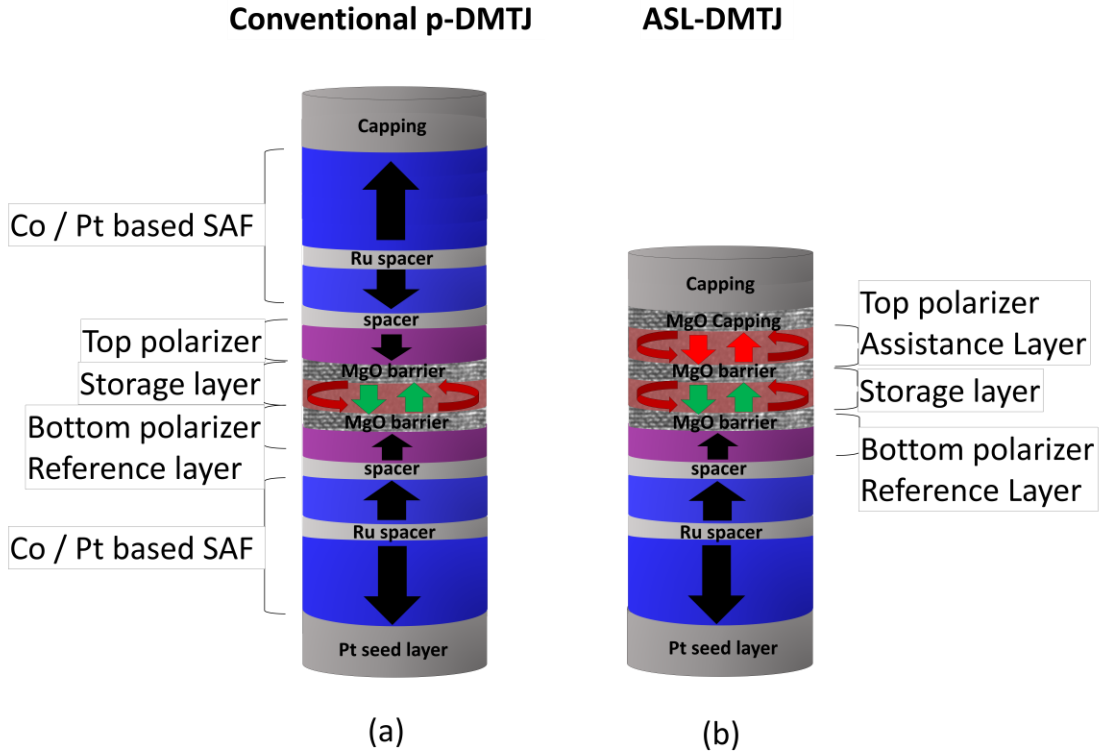 Conventional p-DMTJ
ASL-DMTJ
Capping
Co / Pt based SAF
Ru spacer
spacer
Top polarizer
MgO barrier
Storage layer
MgO barrier
Bottom polarizer
Reference layer
spacer
Ru spacer
Co / Pt based SAF
Pt seed layer
(a)
Capping
MgO Capping
Top polarizer
Assistance Layer
MgO barrier
Storage layer
MgO barrier
Bottom polarizer
Reference Layer
spacer
Ru spacer
Pt seed layer
(b)